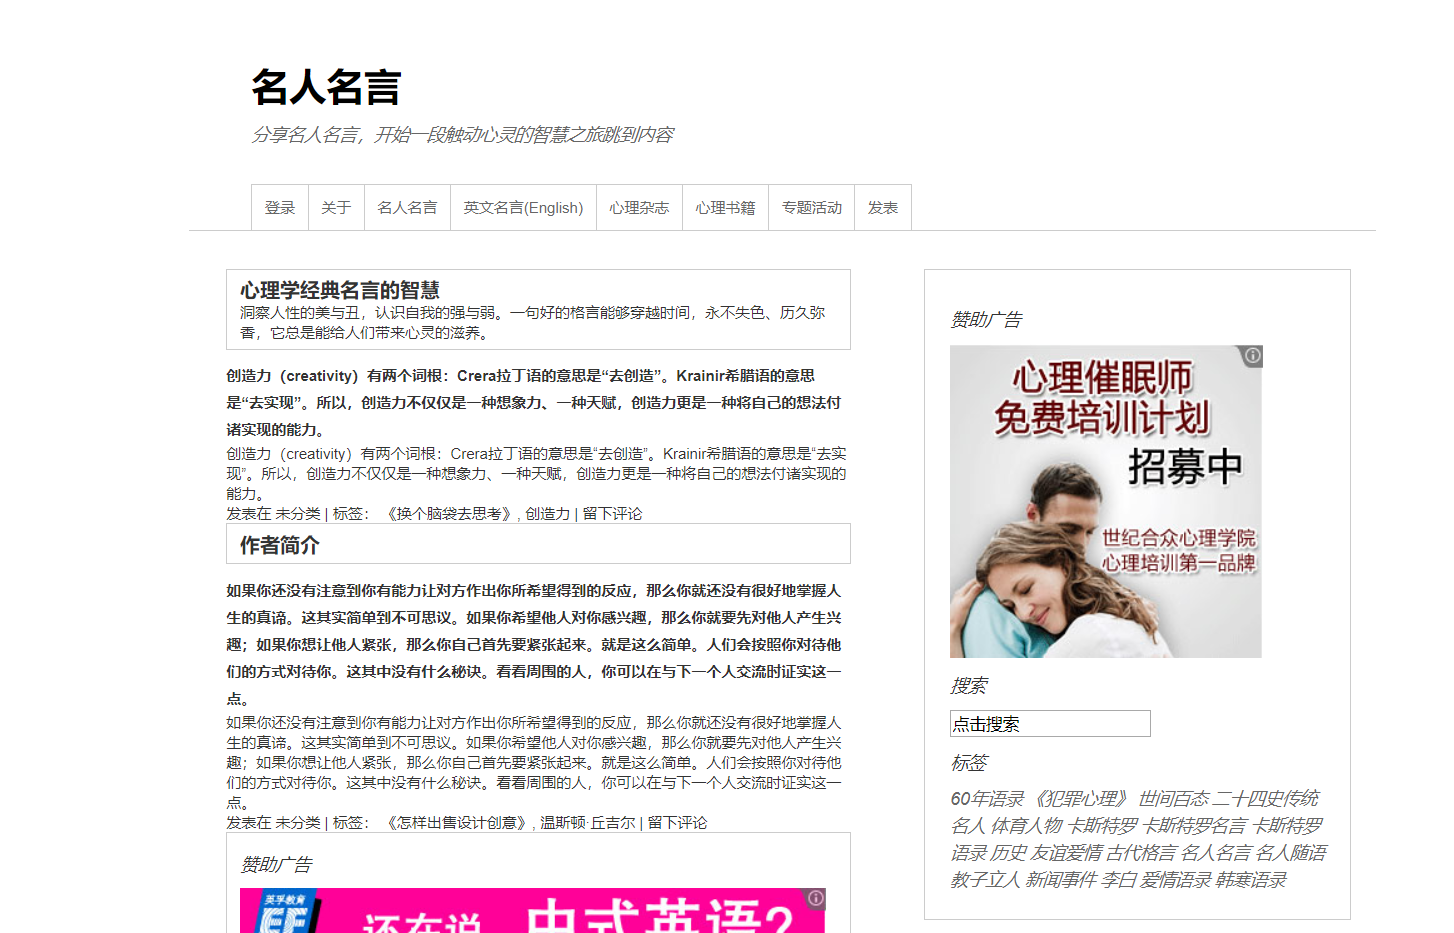 名人名言
分享名人名言，开始一段触动心灵的智慧之旅跳到内容
登录 关于 名人名言 英文名言(English) 心理杂志 心理书籍 专题活动 发表
心理学经典名言的智慧
洞察人性的美与丑，认识自我的强与弱。一句好的格言能够穿越时间，永不失色、历久弥
香，它总是能给人们带来心灵的滋养。
创造力（creativity）有两个词根：Crera拉丁语的意思是“去创造”。Krainir希腊语的意思
是“去实现”。所以，创造力不仅仅是一种想象力、一种天赋，创造力更是一种将自己的想法付
诸实现的能力。
创造力（creativity）有两个词根：Crera拉丁语的意思是“去创造”。Krainir希腊语的意思是“去实
现”。所以，创造力不仅仅是一种想象力、一种天赋，创造力更是一种将自己的想法付诸实现的
能力。
发表在 未分类 | 标签： 《换个脑袋去思考》, 创造力 | 留下评论
作者简介
如果你还没有注意到你有能力让对方作出你所希望得到的反应，那么你就还没有很好地掌握人
生的真谛。这其实简单到不可思议。如果你希望他人对你感兴趣，那么你就要先对他人产生兴
趣；如果你想让他人紧张，那么你自己首先要紧张起来。就是这么简单。人们会按照你对待他
们的方式对待你。这其中没有什么秘诀。看看周围的人，你可以在与下一个人交流时证实这一
点。
如果你还没有注意到你有能力让对方作出你所希望得到的反应，那么你就还没有很好地掌握人
生的真谛。这其实简单到不可思议。如果你希望他人对你感兴趣，那么你就要先对他人产生兴
趣；如果你想让他人紧张，那么你自己首先要紧张起来。就是这么简单。人们会按照你对待他
们的方式对待你。这其中没有什么秘诀。看看周围的人，你可以在与下一个人交流时证实这一
点。
发表在 未分类 | 标签： 《怎样出售设计创意》, 温斯顿·丘吉尔 | 留下评论
赞助广告
英孚教育
EF
还在说 中式英语?
赞助广告
心理催眠师
免费培训计划
招募中
世纪合众心理学院
心理培训第一品牌
搜索
点击搜索
标签
60年语录 《犯罪心理》 世间百态 二十四史传统
名人 体育人物 卡斯特罗 卡斯特罗名言 卡斯特罗
语录 历史 友谊爱情 古代格言 名人名言 名人随语
教子立人 新闻事件 李白 爱情语录 韩寒语录